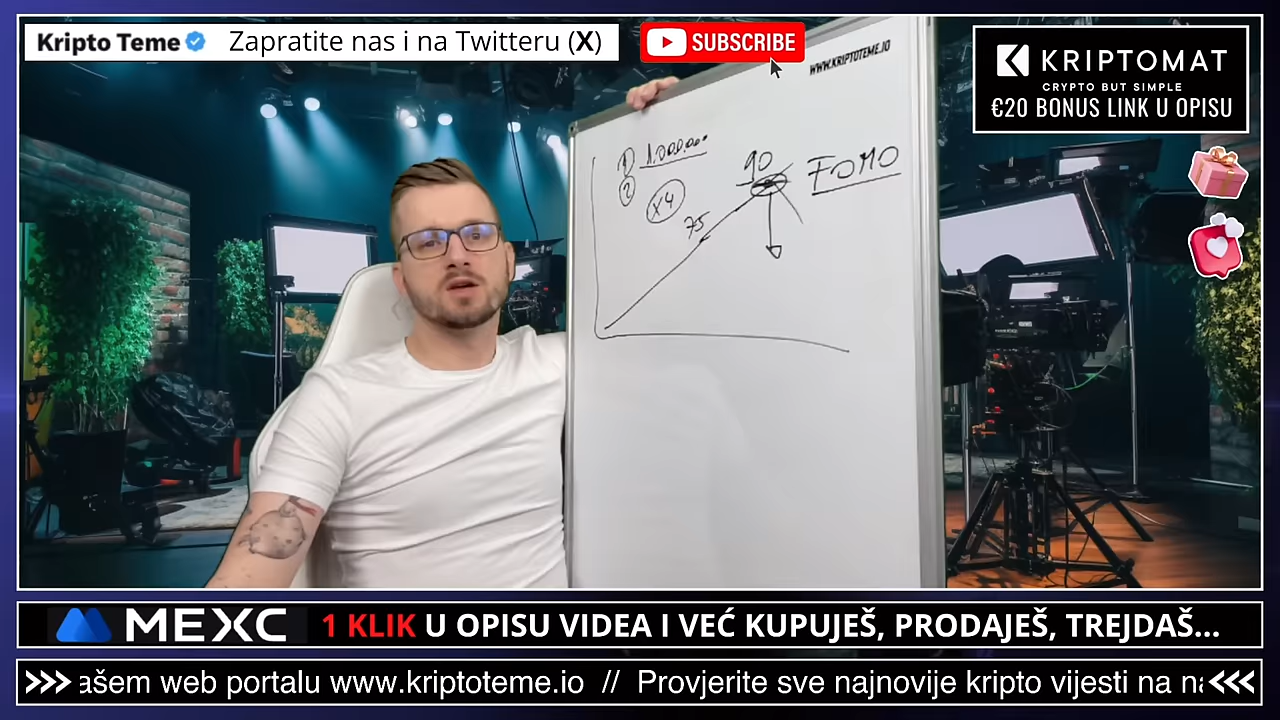 Kripto Teme
Zapratite nas i na Twitteru (X)
SUBSCRIBE
WWW.KRIPTOTEME.IO
KRIPTOMAT
CRYPTO BUT SIMPLE
€20 BONUS LINK U OPISU
1) 1.000.000
2
x4
75
90
FOMO
MEXC
1 KLIK U OPISU VIDEA I VEĆ KUPUJEŠ, PRODAJEŠ, TREJDAŠ...
>>> ašem web portalu www.kriptoteme.io // Provjerite sve najnovije kripto vijesti na na <<<